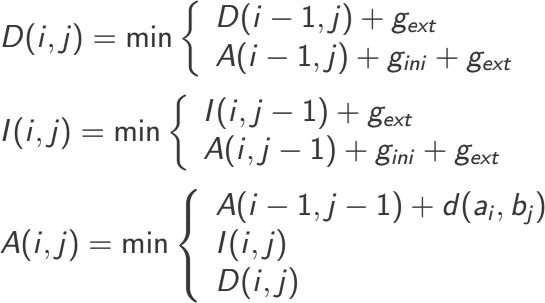 D(i, j) = min { D(i − 1, j) + g_ext
A(i − 1, j) + g_ini + g_ext
I(i, j) = min { I(i, j − 1) + g_ext
A(i, j − 1) + g_ini + g_ext
A(i, j) = min { A(i − 1, j − 1) + d(a_i, b_j)
I(i, j)
D(i, j)